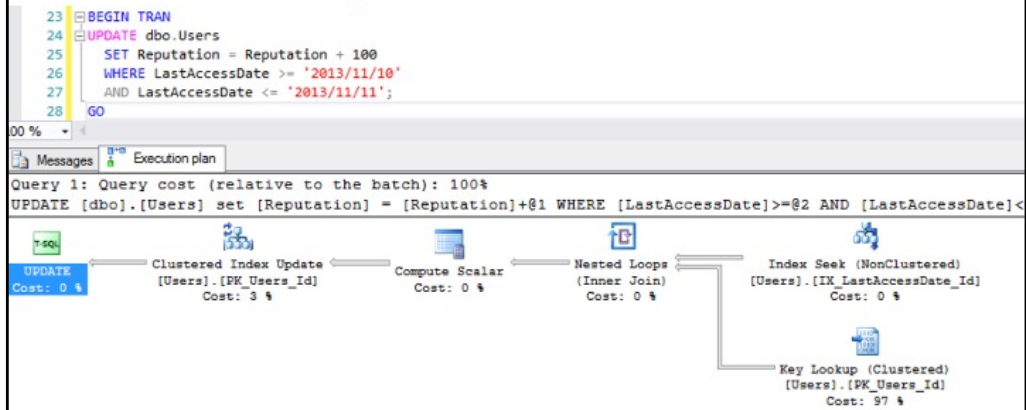 23 BEGIN TRAN
24 UPDATE dbo.Users
25 SET Reputation = Reputation + 100
26 WHERE LastAccessDate >= '2013/11/10'
27 AND LastAccessDate <= '2013/11/11';
28 GO
00 %
Messages Execution plan
Query 1: Query cost (relative to the batch): 100%
UPDATE [dbo].[Users] set [Reputation] = [Reputation]+@1 WHERE [LastAccessDate]>=@2 AND [LastAccessDate]<
T-SQL
UPDATE
Cost: 0 %
Clustered Index Update
[Users].[PK_Users_Id]
Cost: 3 %
Compute Scalar
Cost: 0 %
Nested Loops
(Inner Join)
Cost: 0 %
Index Seek (NonClustered)
[Users].[IX_LastAccessDate_Id]
Cost: 0 %
Key Lookup (Clustered)
[Users].[PK_Users_Id]
Cost: 97 %